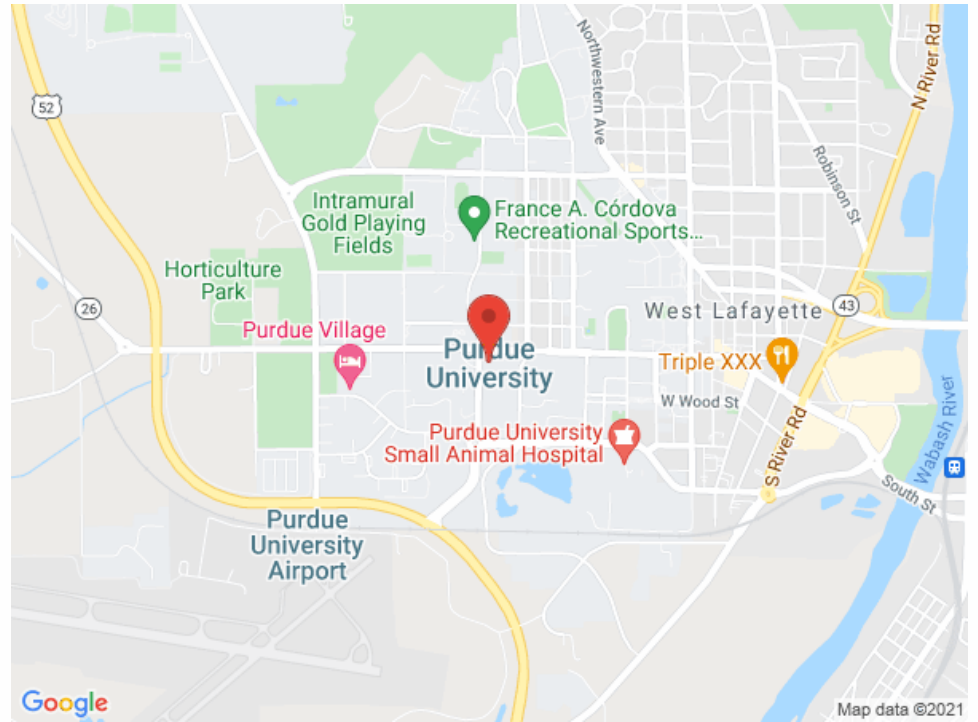 Northwestern Ave
N River Rd
52
Robinson St
Intramural
Gold Playing
Fields
France A. Córdova
Recreational Sports...
Horticulture
Park
26
West Lafayette
43
Purdue Village
Purdue
University
Triple XXX
W Wood St
Purdue University
Small Animal Hospital
S River Rd
Wabash River
South St
Purdue
University
Airport
Google
Map data ©2021